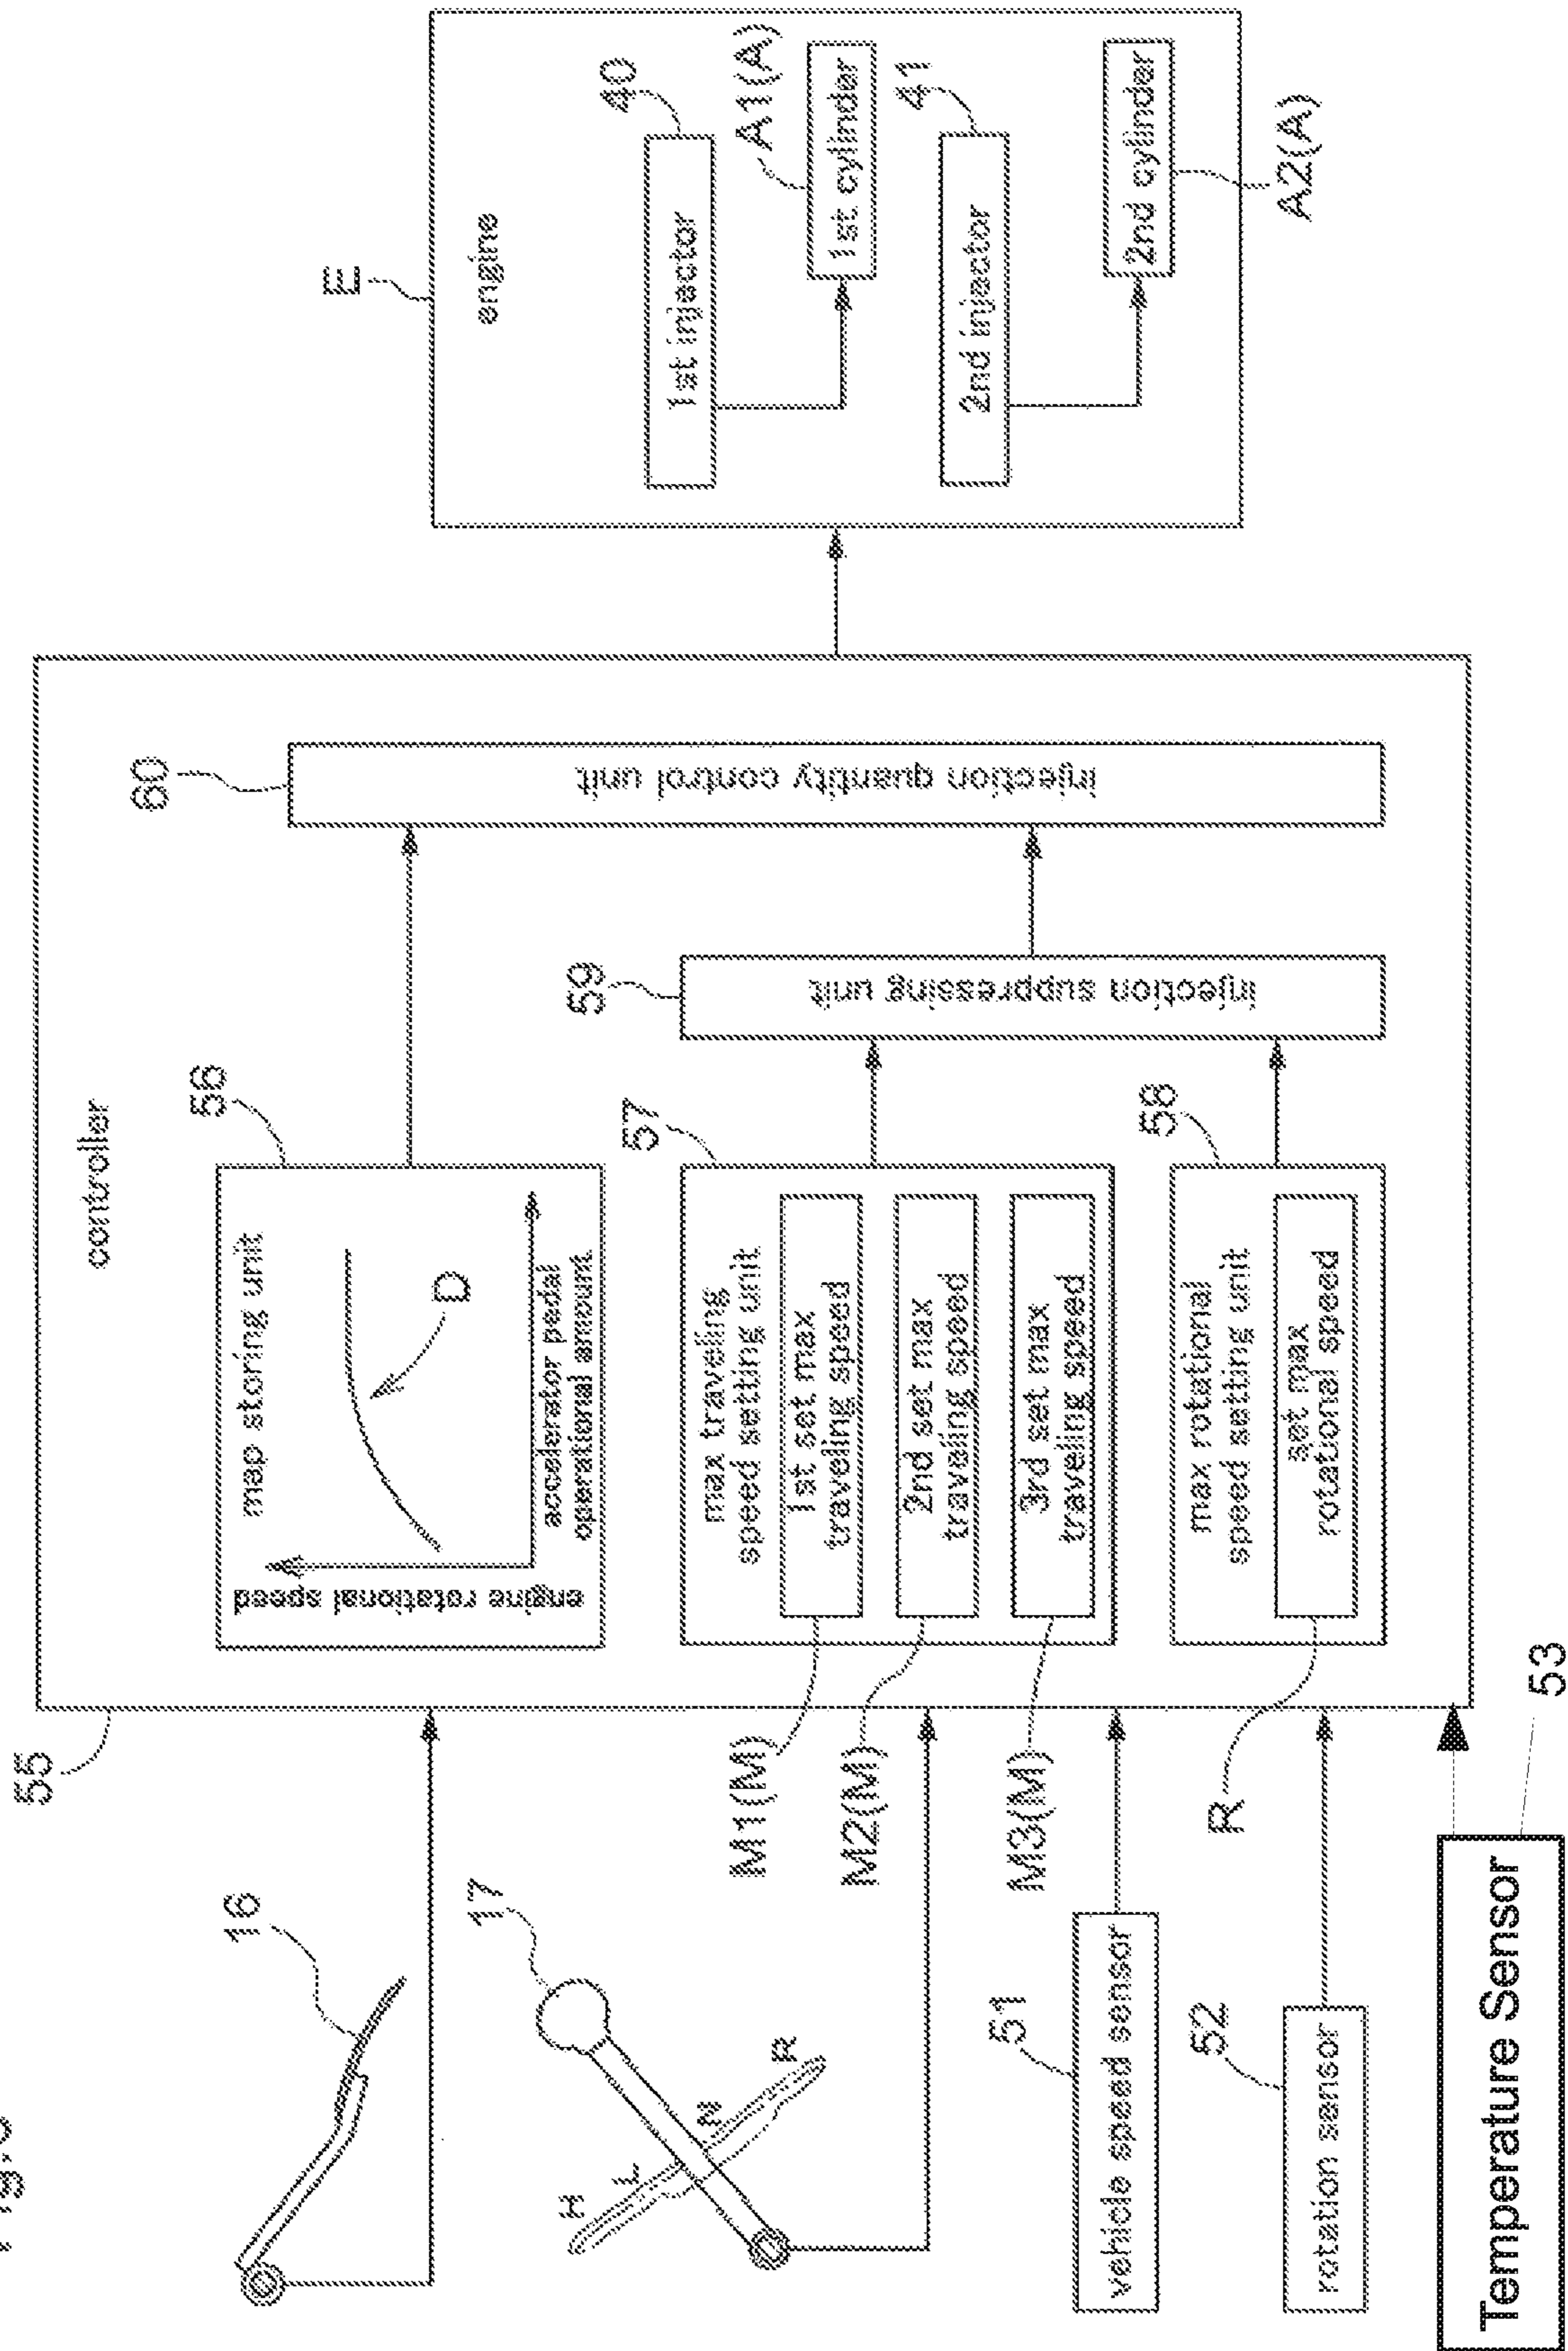 16
17
H
L
N
R
51
vehicle speed sensor
52
rotation sensor
Temperature Sensor
53
55
controller
56
map storing unit
engine rotational speed
D
accelerator pedal
operational amount
57
max traveling
speed setting unit
1st set max
traveling speed
2nd set max
traveling speed
3rd set max
traveling speed
M1(M)
M2(M)
M3(M)
58
max rotational
speed setting unit
set max
rotational speed
R
59
injection suppressing unit
60
injection quantity control unit
E
engine
40
1st injector
A1(A)
1st cylinder
41
2nd injector
2nd cylinder
A2(A)